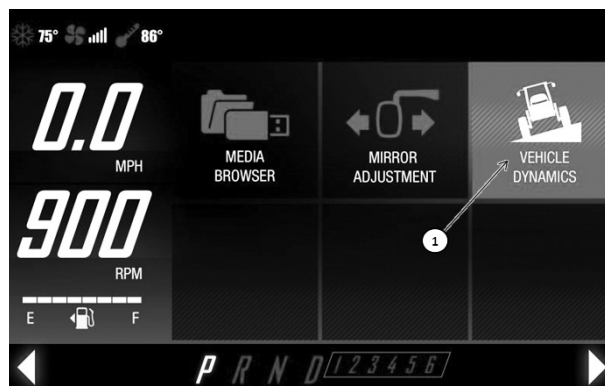 75° 86°
0.0
MPH
900
RPM
E F
MEDIA
BROWSER
MIRROR
ADJUSTMENT
VEHICLE
DYNAMICS
1
P R N D 1 2 3 4 5 6